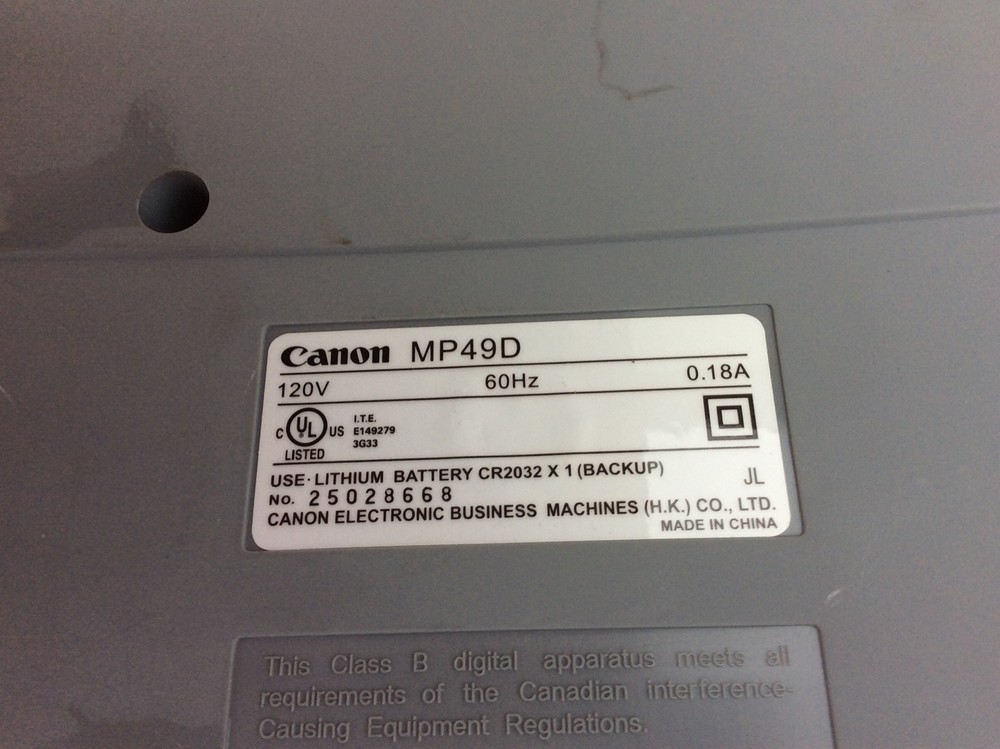 Canon MP49D
120V 60Hz 0.18A
C UL US LISTED
I.T.E.
E149279
3G33
USE· LITHIUM BATTERY CR2032 X 1 (BACKUP)
JL
No. 25028668
CANON ELECTRONIC BUSINESS MACHINES (H.K.) CO., LTD.
MADE IN CHINA
This Class B digital apparatus meets all
requirements of the Canadian interference-
Causing Equipment Regulations.